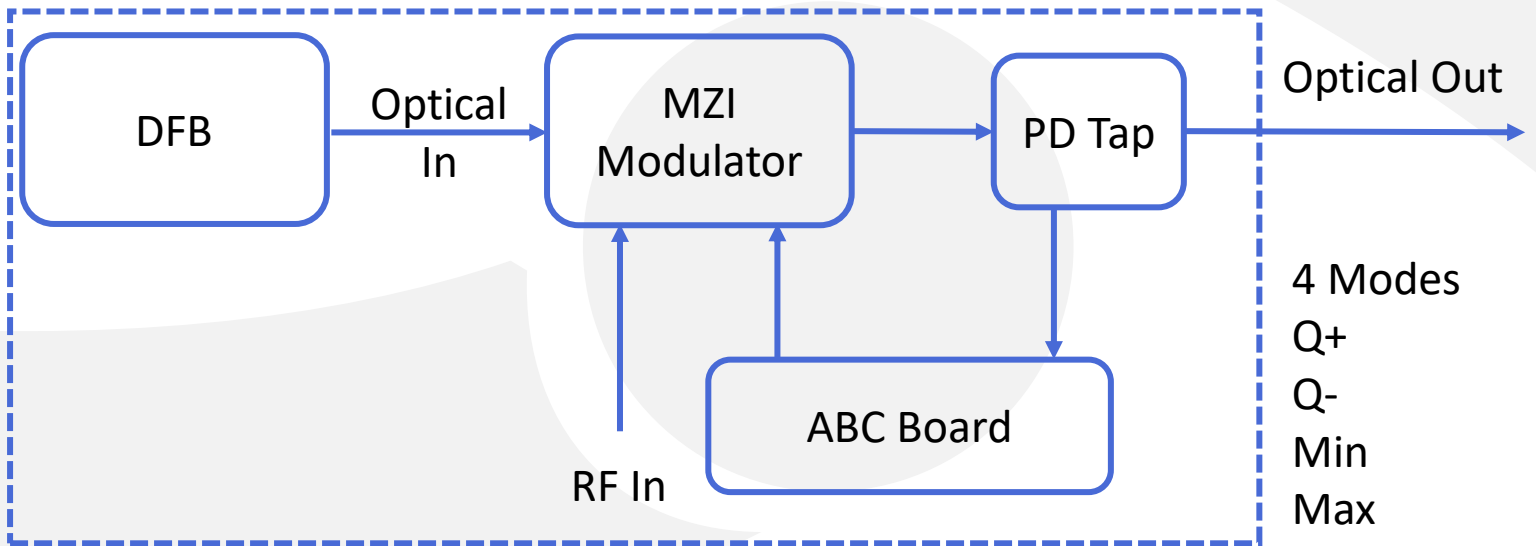 DFB
Optical
In
MZI
Modulator
PD Tap
Optical Out
RF In
ABC Board
4 Modes
Q+
Q-
Min
Max